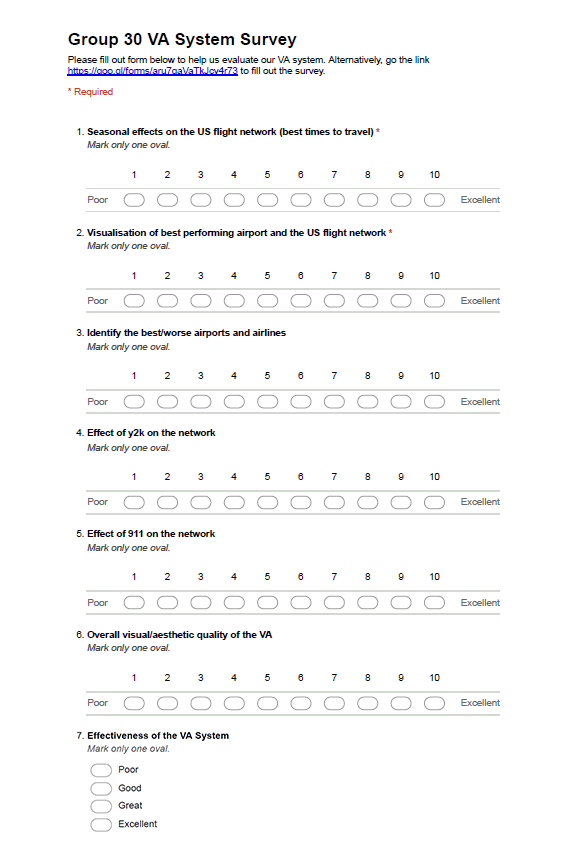 Group 30 VA System Survey
Please fill out form below to help us evaluate our VA system. Alternatively, go the link
https://goo.gl/forms/aru7qaVaTkJcv4r73 to fill out the survey.
* Required
1. Seasonal effects on the US flight network (best times to travel) *
Mark only one oval.
1 2 3 4 5 6 7 8 9 10
Poor Excellent
2. Visualisation of best performing airport and the US flight network *
Mark only one oval.
1 2 3 4 5 6 7 8 9 10
Poor Excellent
3. Identify the best/worse airports and airlines
Mark only one oval.
1 2 3 4 5 6 7 8 9 10
Poor Excellent
4. Effect of y2k on the network
Mark only one oval.
1 2 3 4 5 6 7 8 9 10
Poor Excellent
5. Effect of 911 on the network
Mark only one oval.
1 2 3 4 5 6 7 8 9 10
Poor Excellent
6. Overall visual/aesthetic quality of the VA
Mark only one oval.
1 2 3 4 5 6 7 8 9 10
Poor Excellent
7. Effectiveness of the VA System
Mark only one oval.
Poor
Good
Great
Excellent